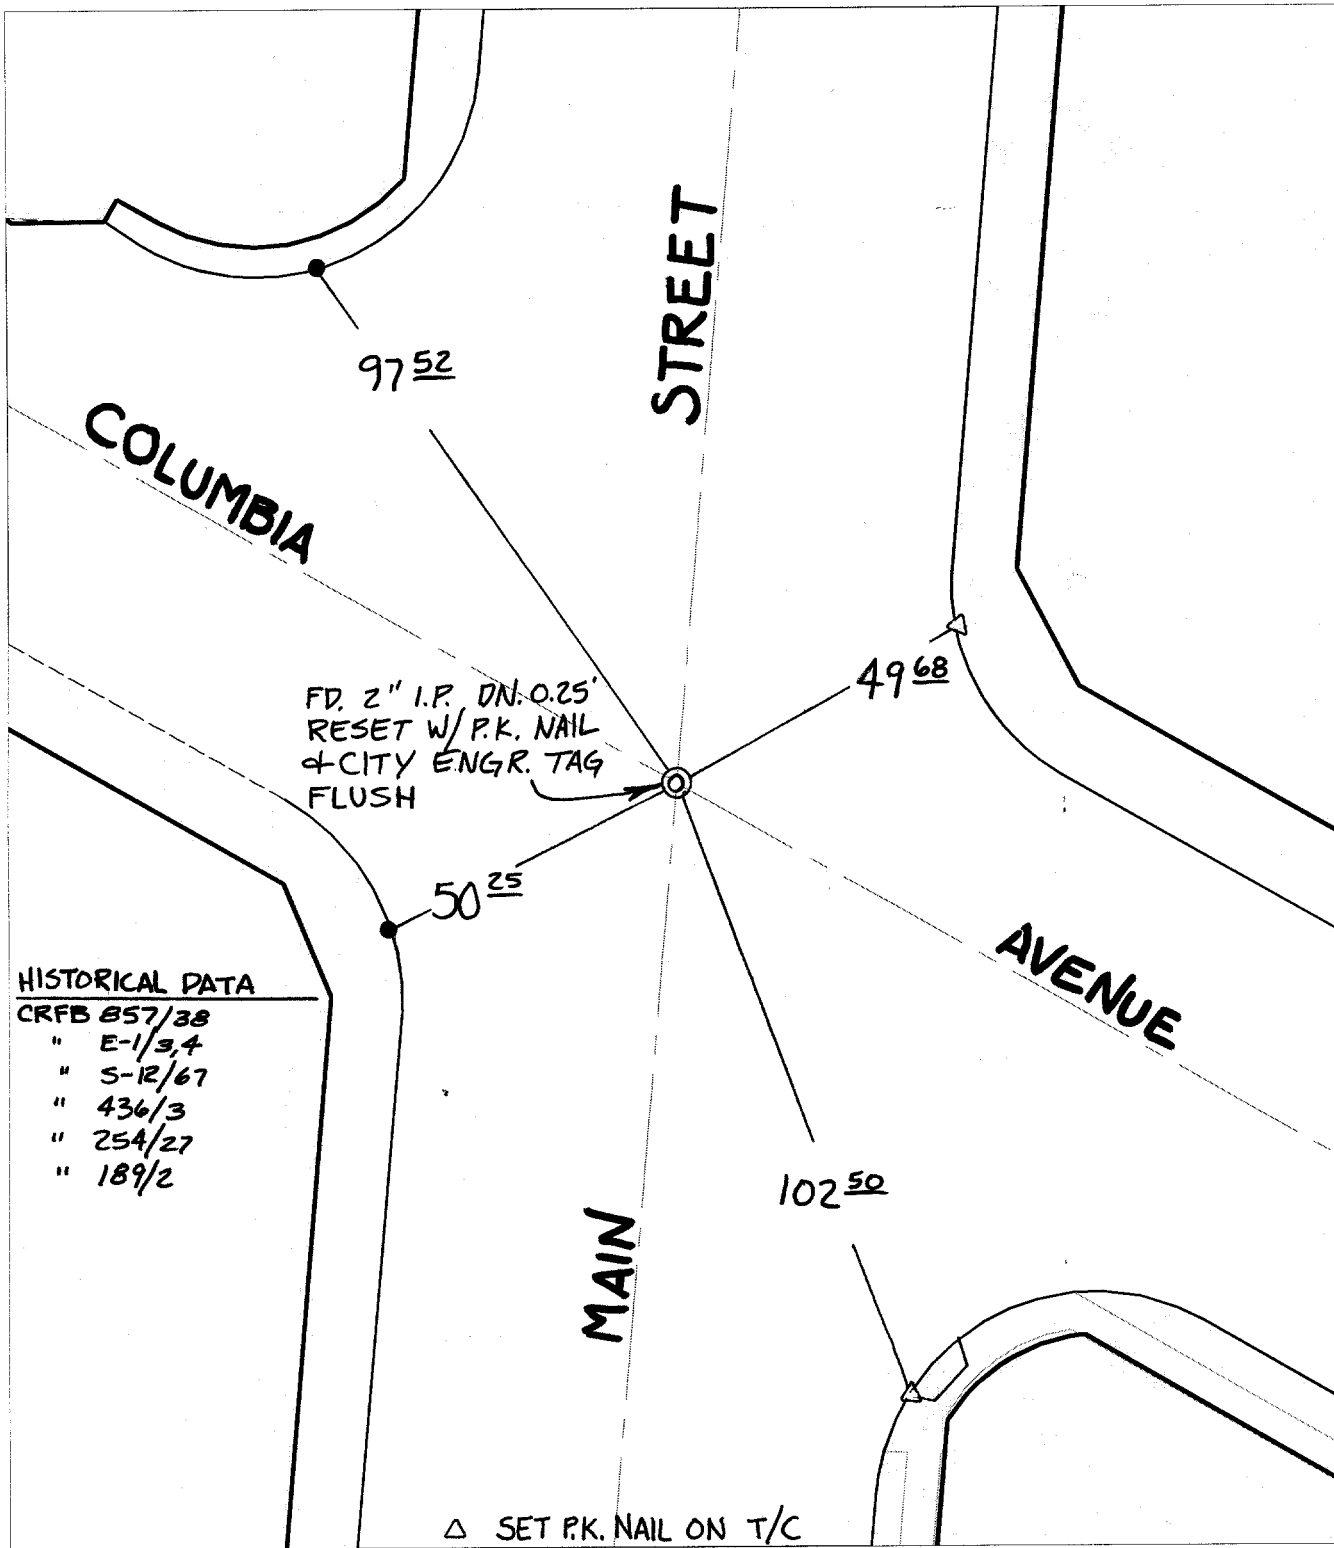 STREET
97 52
COLUMBIA
49 68
FD. 2" I.P. DN. 0.25'
RESET W/ P.K. NAIL
& CITY ENGR. TAG
FLUSH
50 25
AVENUE
HISTORICAL DATA
CRFB 857/38
" E-1/3,4
" S-12/67
" 436/3
" 254/27
" 189/2
102 50
MAIN
△ SET P.K. NAIL ON T/C